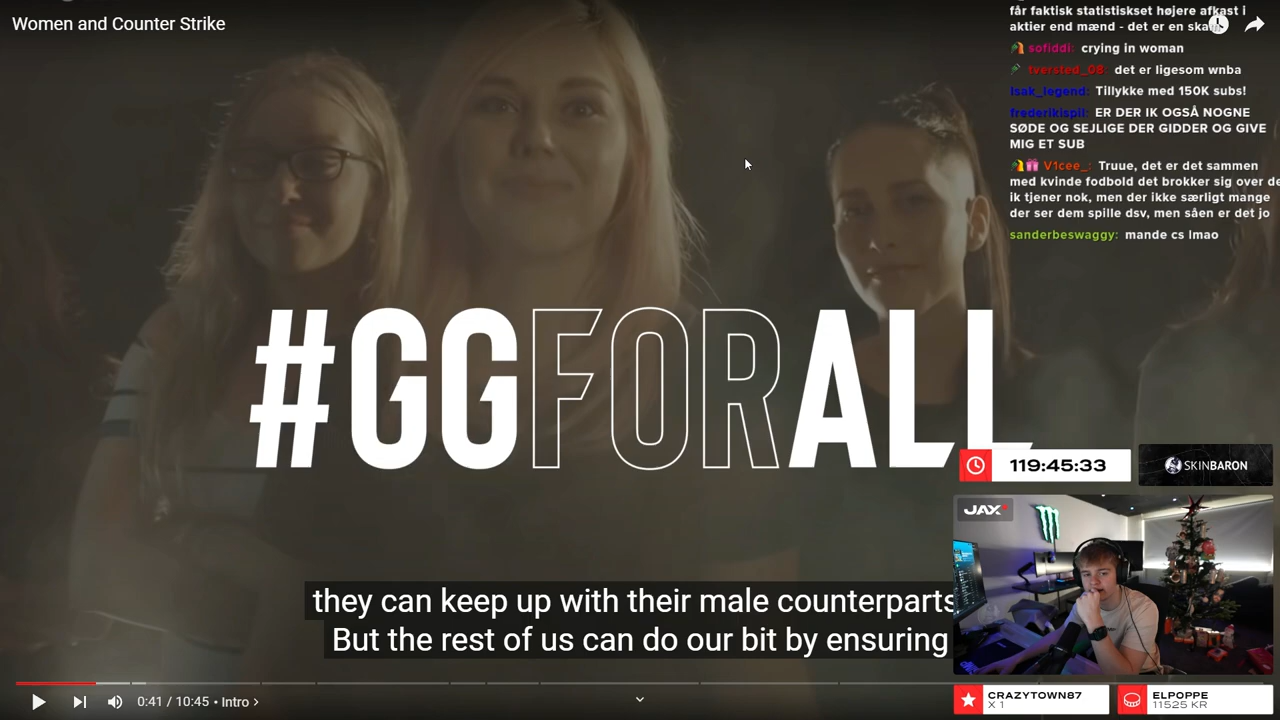 Women and Counter Strike
får faktisk statistiskset højere afkast i
aktier end mænd - det er en
sofiddi: crying in woman
tversted_08: det er ligesom wnba
Isak_legend: Tillykke med 150K subs!
frederikispil: ER DER IK OGSÅ NOGNE
SØDE OG SEJLIGE DER GIDDER OG GIVE
MIG ET SUB
V1cee_: Truue, det er det sammen
med kvinde fodbold det brokker sig over de
ik tjener nok, men der ikke særligt mange
der ser dem spille dsv, men såen er det jo
sanderbeswaggy: mande cs lmao
#GGFORALL
119:45:33
SKINBARON
JAX
they can keep up with their male counterparts
But the rest of us can do our bit by ensuring
0:41 / 10:45 • Intro
CRAZYTOWN87
X 1
ELPOPPE
11525 KR